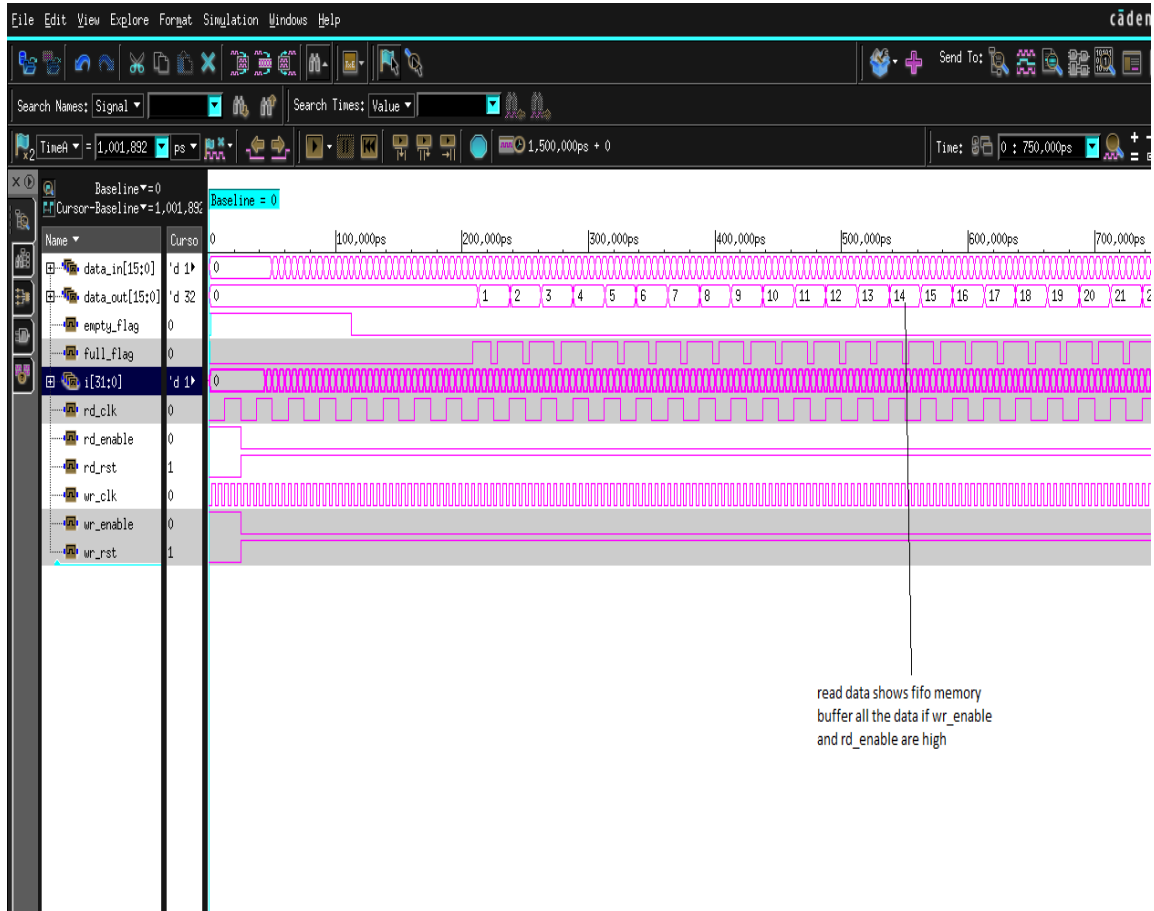 File Edit View Explore Format Simulation Windows Help
cāden
Send To:
Search Names: Signal
Search Times: Value
x2 TimeA = 1,001,892 ps
1,500,000ps + 0
Time: 0 : 750,000ps
Baseline=0
Cursor-Baseline=1,001,892
Baseline = 0
Name Curso
0 100,000ps 200,000ps 300,000ps 400,000ps 500,000ps 600,000ps 700,000ps
data_in[15:0] 'd 1 0
data_out[15:0] 'd 32 0 1 2 3 4 5 6 7 8 9 10 11 12 13 14 15 16 17 18 19 20 21 2
empty_flag 0
full_flag 0
i[31:0] 'd 1 0
rd_clk 0
rd_enable 0
rd_rst 1
wr_clk 0
wr_enable 0
wr_rst 1
read data shows fifo memory
buffer all the data if wr_enable
and rd_enable are high